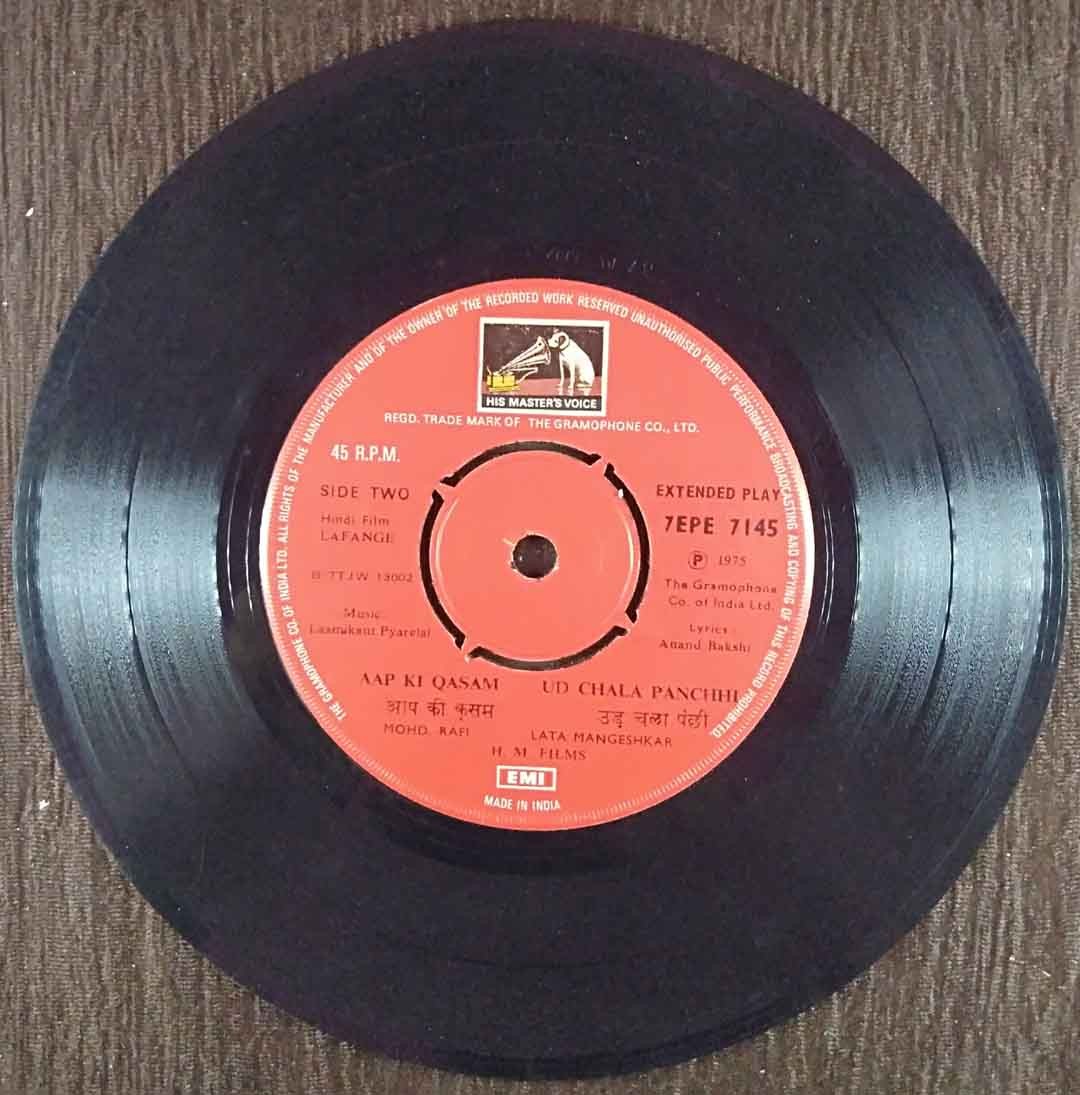 THE GRAMOPHONE CO. OF INDIA LTD. ALL RIGHTS OF THE MANUFACTURER AND OF THE OWNER OF THE RECORDED WORK RESERVED UNAUTHORISED PUBLIC PERFORMANCE BROADCASTING AND COPYING OF THIS RECORD PROHIBITED.
HIS MASTER'S VOICE
REGD. TRADE MARK OF THE GRAMOPHONE CO., LTD.
45 R.P.M.
SIDE TWO
EXTENDED PLAY
Hindi Film
LAFANGE
7EPE 7145
Ⓟ 1975
The Gramophone
Co. of India Ltd.
13002
Music:
Laxmikant Pyarelal
Lyrics:
Anand Bakshi
AAP KI QASAM UD CHALA PANCHHI
आप की क़सम उड़ चला पंछी
MOHD. RAFI LATA MANGESHKAR
H. M. FILMS
EMI
MADE IN INDIA